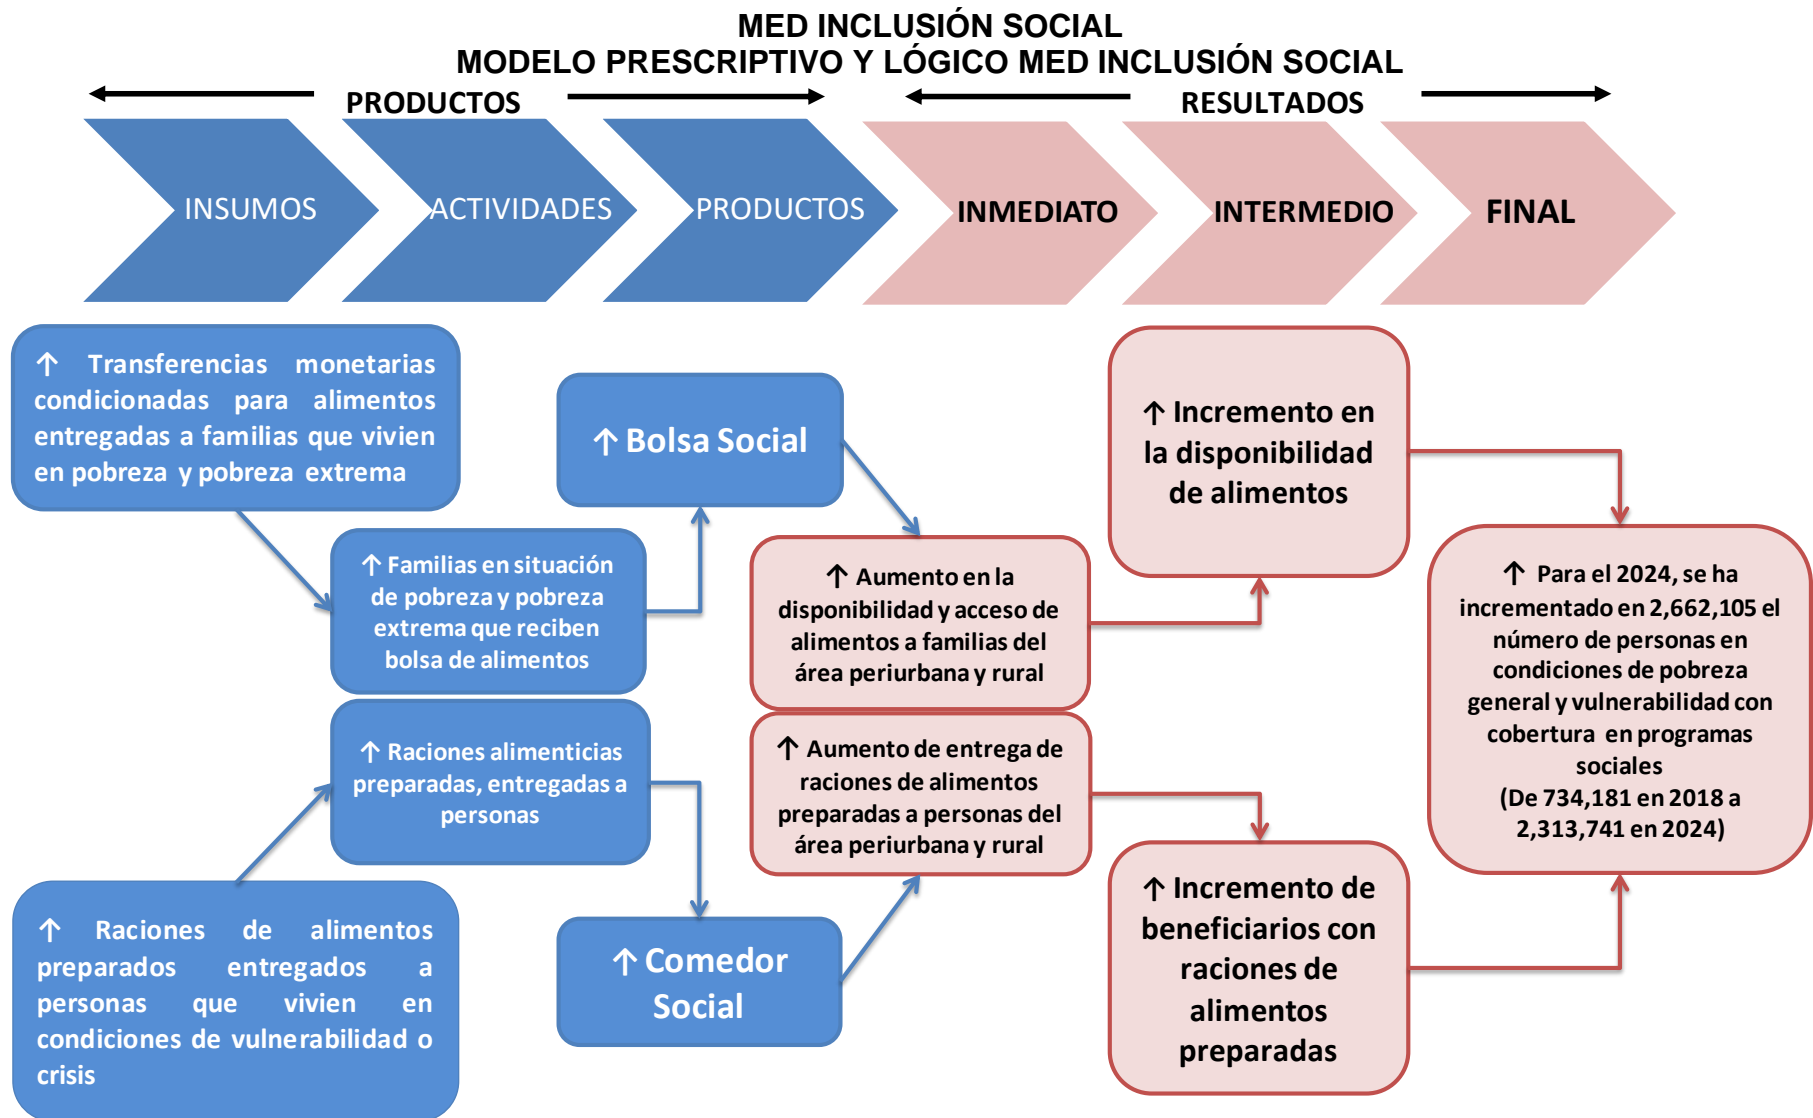 MED INCLUSIÓN SOCIAL
MODELO PRESCRIPTIVO Y LÓGICO MED INCLUSIÓN SOCIAL
PRODUCTOS
RESULTADOS
INSUMOS
ACTIVIDADES
PRODUCTOS
INMEDIATO
INTERMEDIO
FINAL
↑ Transferencias monetarias
condicionadas para alimentos
entregadas a familias que vivien
en pobreza y pobreza extrema
↑ Familias en situación
de pobreza y pobreza
extrema que reciben
bolsa de alimentos
↑ Bolsa Social
↑ Aumento en la
disponibilidad y acceso de
alimentos a familias del
área periurbana y rural
↑ Incremento en
la disponibilidad
de alimentos
↑ Para el 2024, se ha
incrementado en 2,662,105 el
número de personas en
condiciones de pobreza
general y vulnerabilidad con
cobertura en programas
sociales
(De 734,181 en 2018 a
2,313,741 en 2024)
↑ Raciones de alimentos
preparados entregados a
personas que vivien en
condiciones de vulnerabilidad o
crisis
↑ Raciones alimenticias
preparadas, entregadas a
personas
↑ Comedor
Social
↑ Aumento de entrega de
raciones de alimentos
preparadas a personas del
área periurbana y rural
↑ Incremento de
beneficiarios con
raciones de
alimentos
preparadas